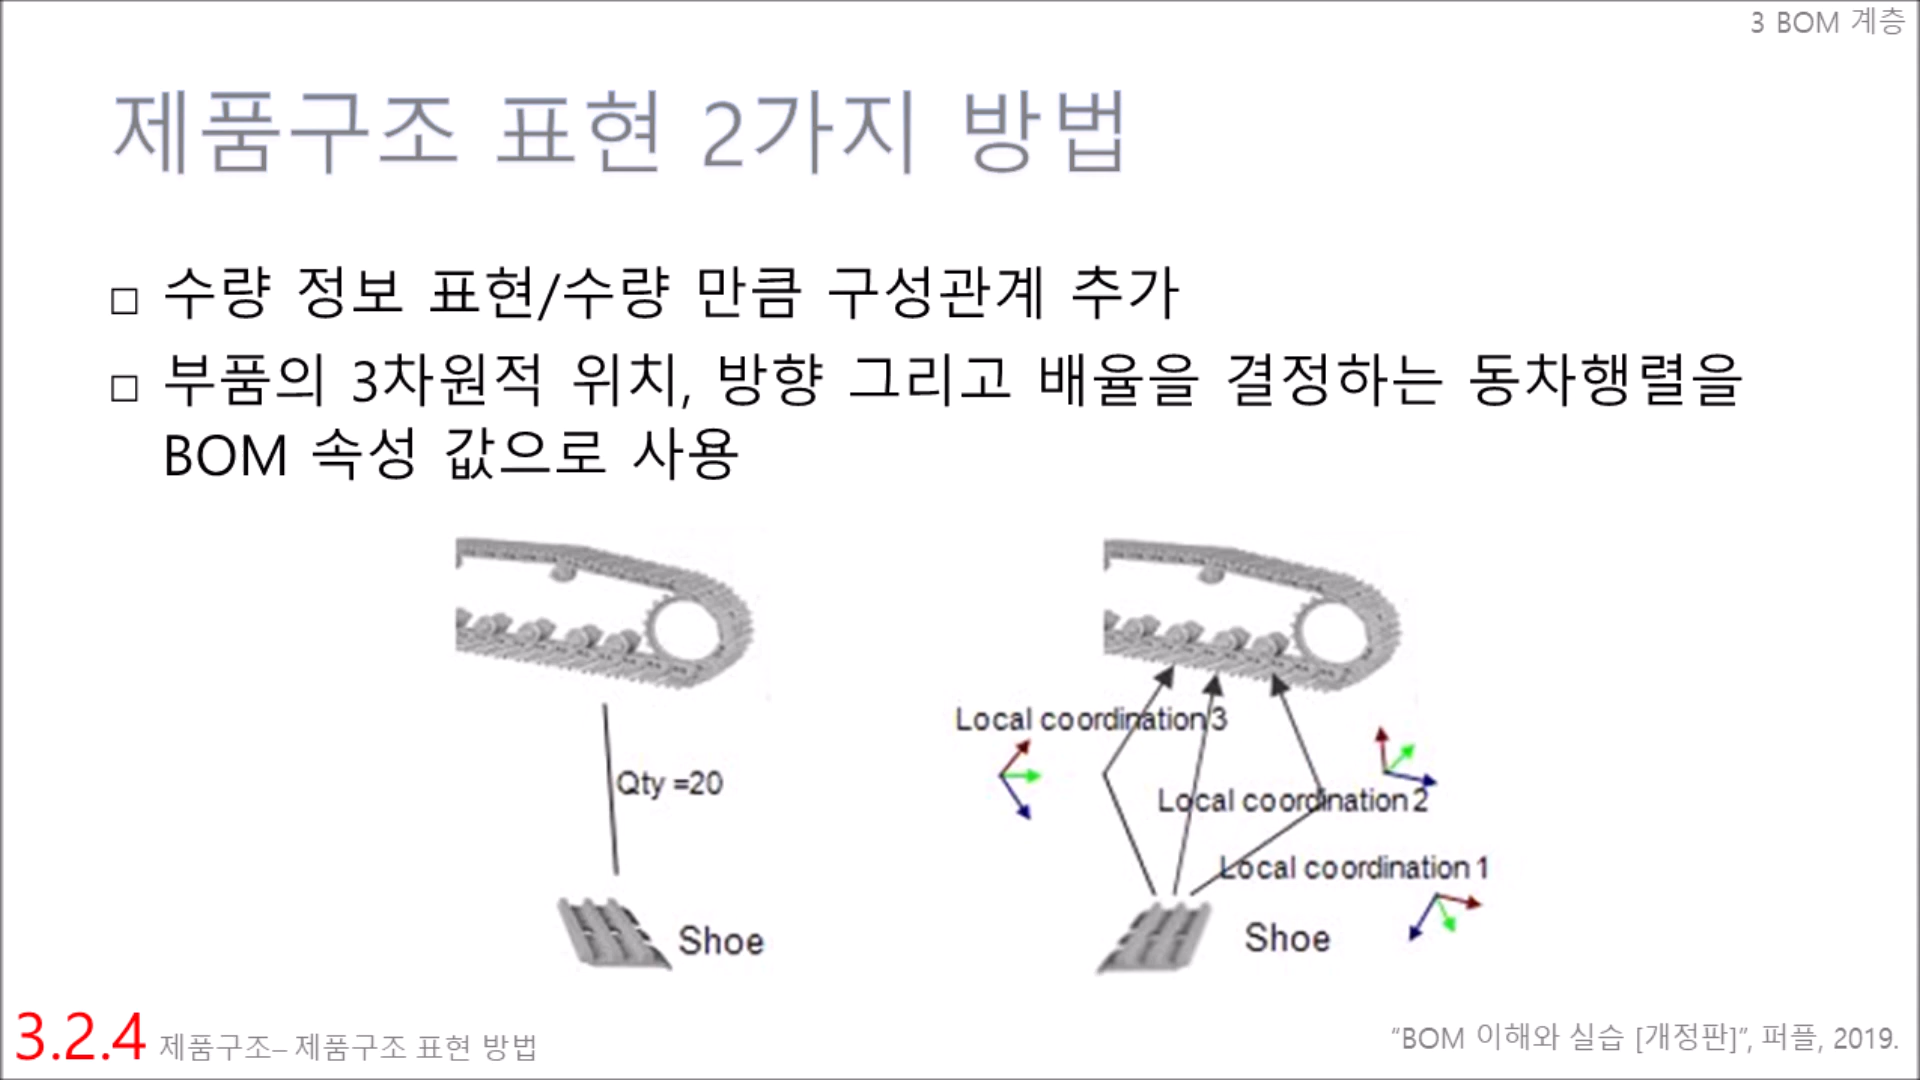 3 BOM 계층
제품구조 표현 2가지 방법
□ 수량 정보 표현/수량 만큼 구성관계 추가
□ 부품의 3차원적 위치, 방향 그리고 배율을 결정하는 동차행렬을
BOM 속성 값으로 사용
Local coordination 3
Qty =20
Local coordination 2
Local coordination 1
Shoe
Shoe
3.2.4 제품구조– 제품구조 표현 방법
“BOM 이해와 실습 [개정판]”, 퍼플, 2019.